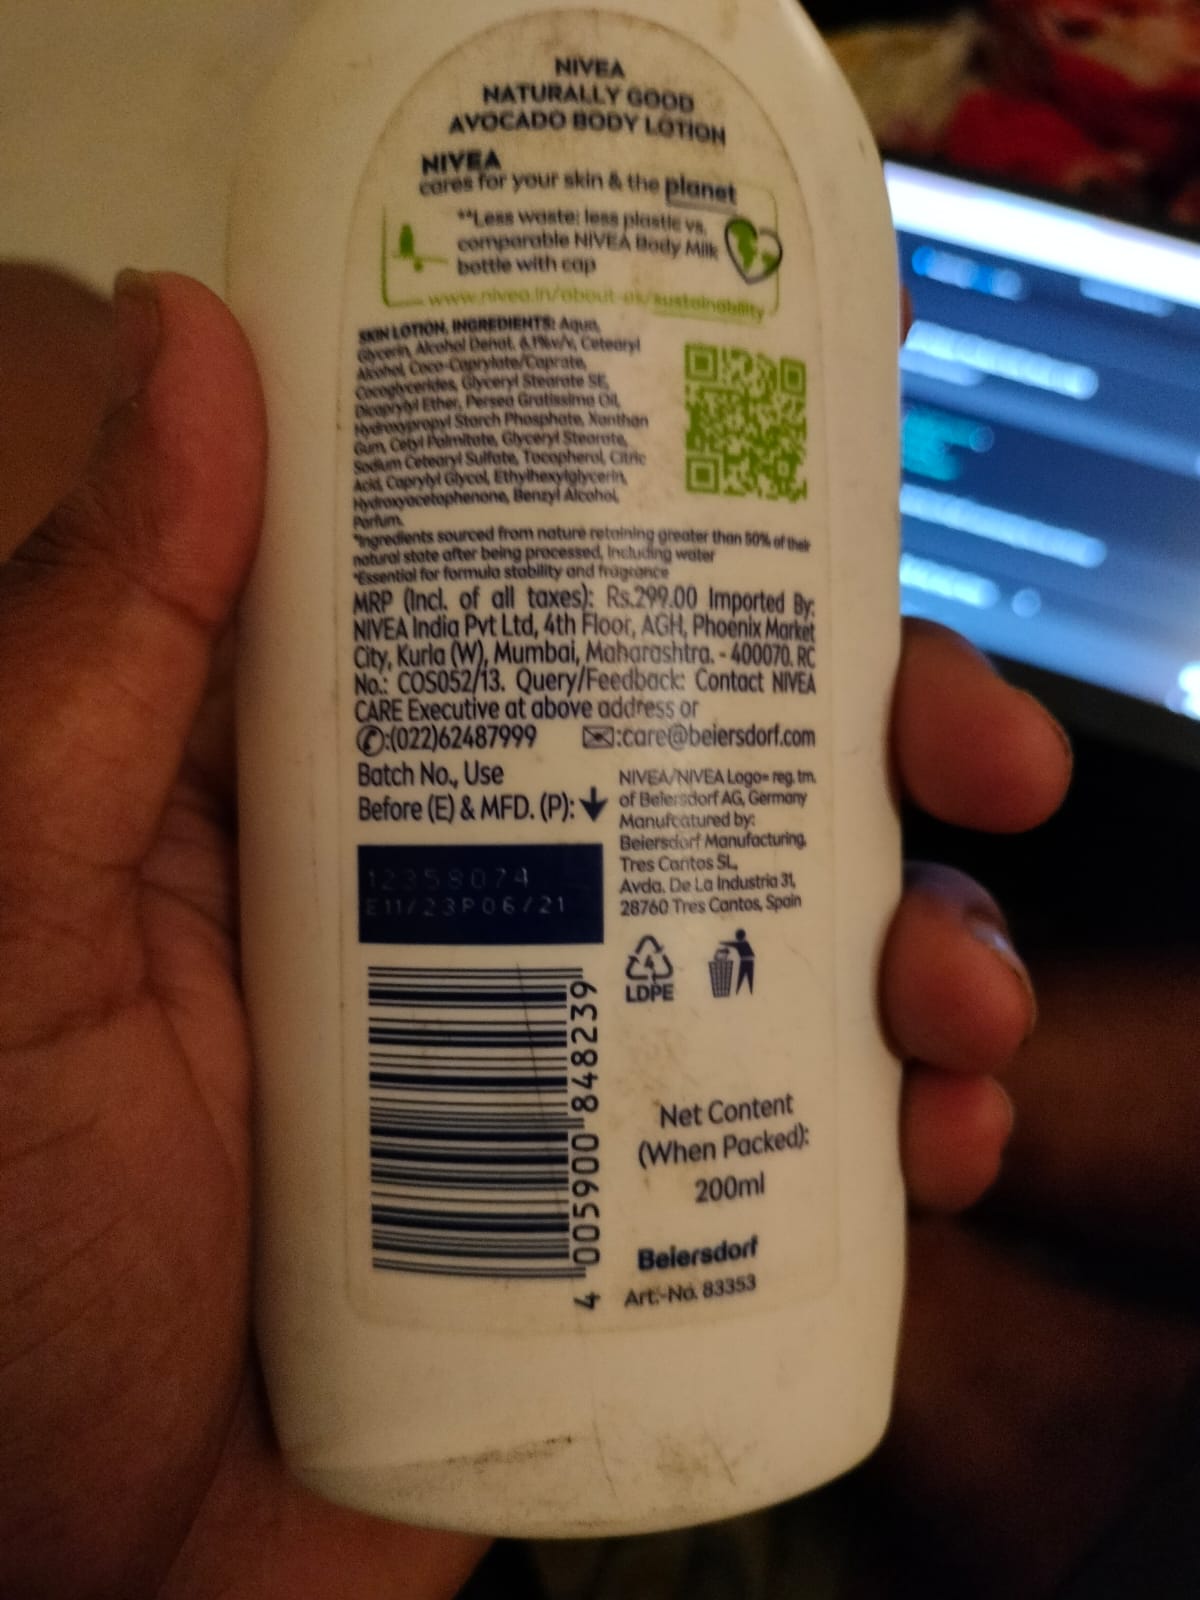 NIVEA
NATURALLY GOOD
AVOCADO BODY LOTION
NIVEA
cares for your skin & the planet
**Less waste: less plastic vs.
comparable NIVEA Body Milk
bottle with cap
www.nivea.in/about-us/sustainability
SKIN LOTION. INGREDIENTS: Aqua,
Glycerin, Alcohol Denat. 6.1%v/v, Cetearyl
Alcohol, Coco-Caprylate/Caprate,
Cocoglycerides, Glyceryl Stearate SE,
Dicaprylyl Ether, Persea Gratissima Oil,
Hydroxypropyl Starch Phosphate, Xanthan
Gum, Cetyl Palmitate, Glyceryl Stearate,
Sodium Cetearyl Sulfate, Tocopherol, Citric
Acid, Caprylyl Glycol, Ethylhexylglycerin,
Hydroxyacetophenone, Benzyl Alcohol,
Parfum.
*Ingredients sourced from nature retaining greater than 50% of their
natural state after being processed, Including water
*Essential for formula stability and fragrance
MRP (Incl. of all taxes): Rs.299.00 Imported By:
NIVEA India Pvt Ltd, 4th Floor, AGH, Phoenix Market
City, Kurla (W), Mumbai, Maharashtra. - 400070. RC
No.: COS052/13. Query/Feedback: Contact NIVEA
CARE Executive at above address or
✆:(022)62487999 ✉:care@beiersdorf.com
Batch No., Use
Before (E) & MFD. (P):
12358074
E11/23P06/21
NIVEA/NIVEA Logo= reg. tm.
of Beiersdorf AG, Germany
Manufcatured by:
Beiersdorf Manufacturing,
Tres Cantos SL,
Avda. De La Industria 31,
28760 Tres Cantos, Spain
4
LDPE
4 005900 848239
Net Content
(When Packed):
200ml
Beiersdorf
Art.-No. 83353